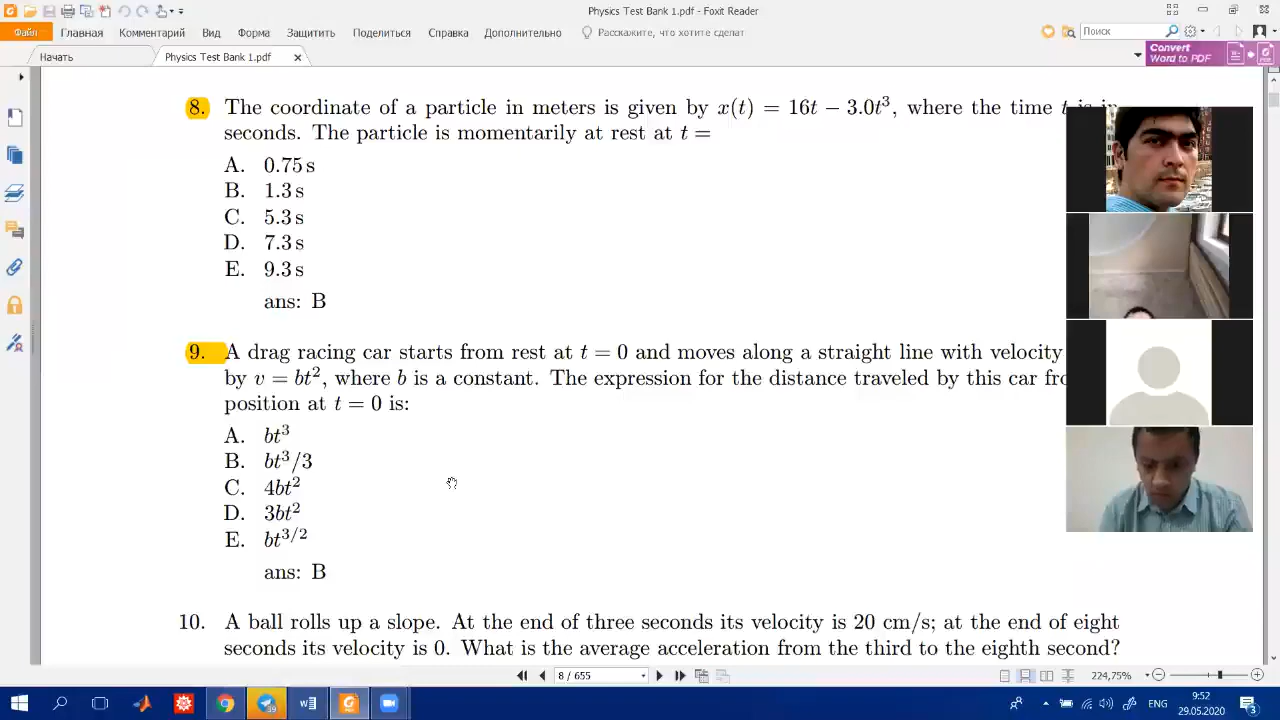 Physics Test Bank 1.pdf - Foxit Reader
Файл Главная Комментарий Вид Форма Защитить Поделиться Справка Дополнительно Расскажите, что хотите сделат Поиск
Начать Physics Test Bank 1.pdf Convert Word to PDF
8. The coordinate of a particle in meters is given by x(t) = 16t − 3.0t³, where the time t is in
seconds. The particle is momentarily at rest at t =
A. 0.75 s
B. 1.3 s
C. 5.3 s
D. 7.3 s
E. 9.3 s
ans: B
9. A drag racing car starts from rest at t = 0 and moves along a straight line with velocity
by v = bt², where b is a constant. The expression for the distance traveled by this car
position at t = 0 is:
A. bt³
B. bt³/3
C. 4bt²
D. 3bt²
E. bt^{3/2}
ans: B
10. A ball rolls up a slope. At the end of three seconds its velocity is 20 cm/s; at the end of eight
seconds its velocity is 0. What is the average acceleration from the third to the eighth second?
8 / 655 224,75%
ENG 9:52
29.05.2020